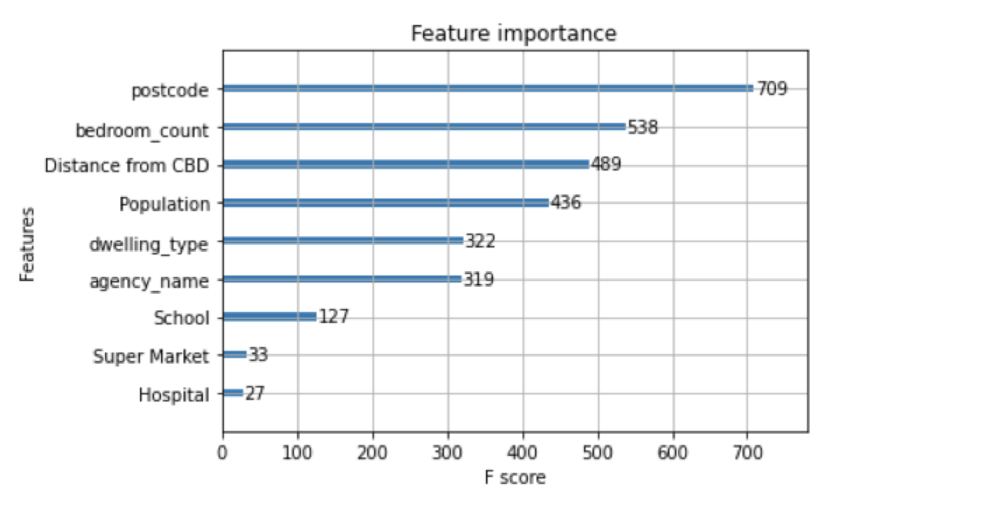 Feature importance
postcode 709
bedroom_count 538
Distance from CBD 489
Population 436
dwelling_type 322
agency_name 319
School 127
Super Market 33
Hospital 27
Features
0 100 200 300 400 500 600 700
F score